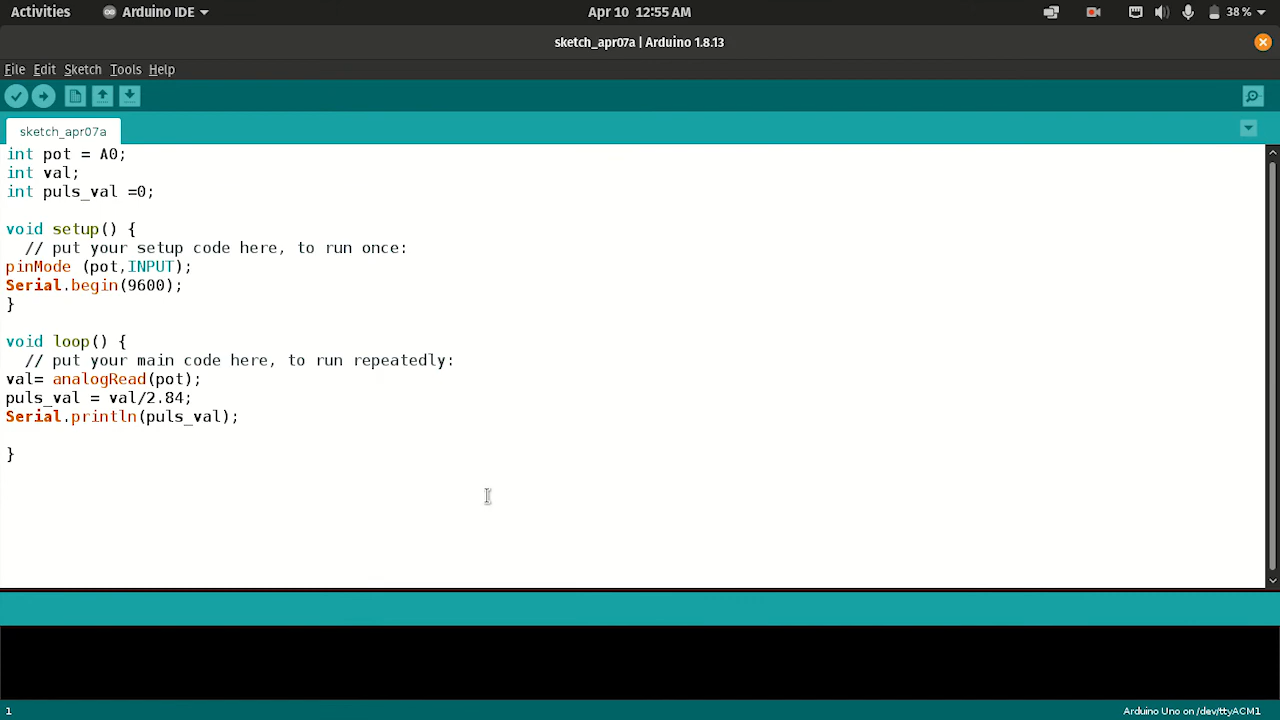 Activities Arduino IDE Apr 10 12:55 AM 38 %
sketch_apr07a | Arduino 1.8.13
File Edit Sketch Tools Help
sketch_apr07a
int pot = A0;
int val;
int puls_val =0;
void setup() {
// put your setup code here, to run once:
pinMode (pot,INPUT);
Serial.begin(9600);
}
void loop() {
// put your main code here, to run repeatedly:
val= analogRead(pot);
puls_val = val/2.84;
Serial.println(puls_val);
}
1 Arduino Uno on /dev/ttyACM1